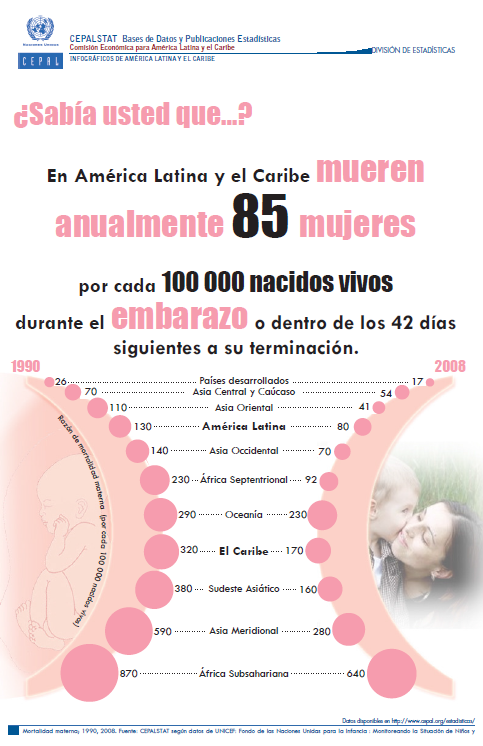 CEPALSTAT Bases de Datos y Publicaciones Estadísticas
Comisión Económica para América Latina y el Caribe
DIVISIÓN DE ESTADÍSTICAS
NACIONES UNIDAS
CEPAL
INFOGRÁFICOS DE AMÉRICA LATINA Y EL CARIBE
¿Sabía usted que...?
En América Latina y el Caribe mueren
anualmente 85 mujeres
por cada 100 000 nacidos vivos
durante el embarazo o dentro de los 42 días
siguientes a su terminación.
1990 2008
26 Países desarrollados 17
70 Asia Central y Caúcaso 54
110 Asia Oriental 41
130 América Latina 80
140 Asia Occidental 70
230 África Septentrional 92
290 Oceanía 230
320 El Caribe 170
380 Sudeste Asiático 160
590 Asia Meridional 280
870 África Subsahariana 640
Razón de mortalidad materna (por cada 100 000 nacidos vivos)
Datos disponibles en http://www.cepal.org/estadisticas/
Mortalidad materna; 1990, 2008. Fuente: CEPALSTAT según datos de UNICEF: Fondo de las Naciones Unidas para la Infancia : Monitoreando la Situación de Niños y